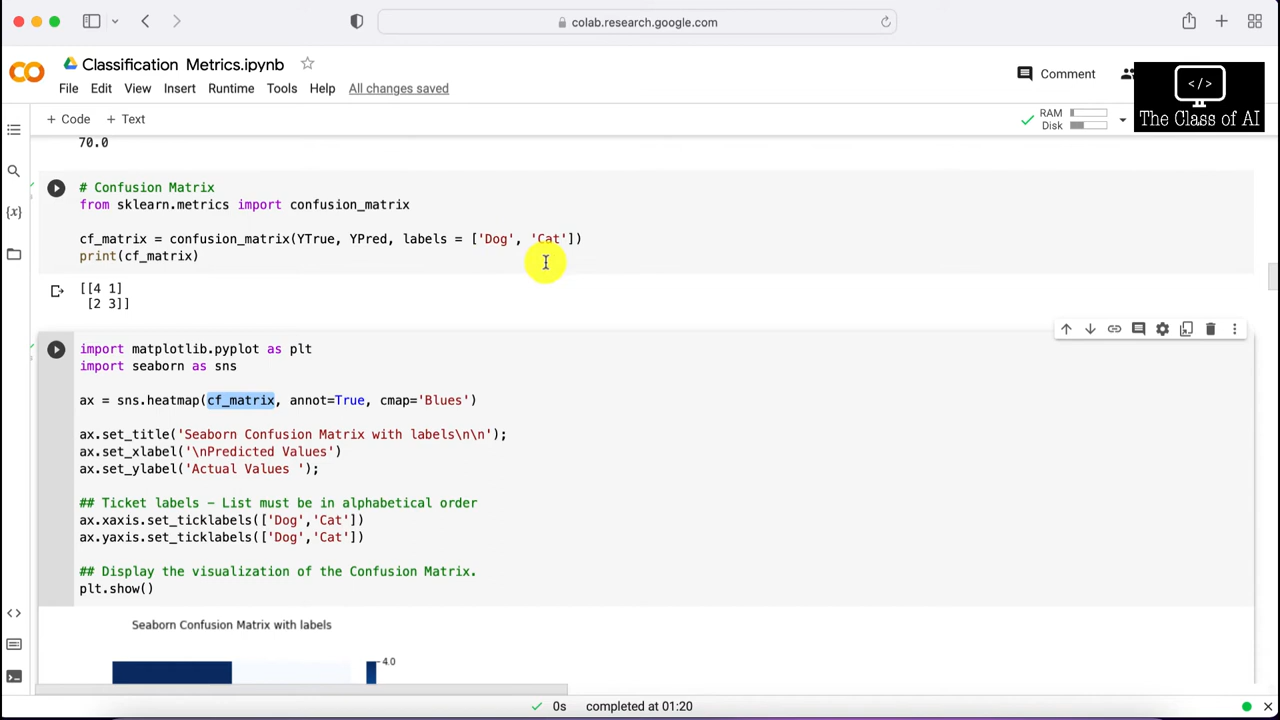 colab.research.google.com
Classification Metrics.ipynb
File Edit View Insert Runtime Tools Help All changes saved
Comment
</>
The Class of AI
+ Code + Text
RAM
Disk
70.0
# Confusion Matrix
from sklearn.metrics import confusion_matrix
cf_matrix = confusion_matrix(YTrue, YPred, labels = ['Dog', 'Cat'])
print(cf_matrix)
[[4 1]
[2 3]]
import matplotlib.pyplot as plt
import seaborn as sns
ax = sns.heatmap(cf_matrix, annot=True, cmap='Blues')
ax.set_title('Seaborn Confusion Matrix with labels\n\n');
ax.set_xlabel('\nPredicted Values')
ax.set_ylabel('Actual Values ');
## Ticket labels - List must be in alphabetical order
ax.xaxis.set_ticklabels(['Dog','Cat'])
ax.yaxis.set_ticklabels(['Dog','Cat'])
## Display the visualization of the Confusion Matrix.
plt.show()
Seaborn Confusion Matrix with labels
4.0
0s completed at 01:20